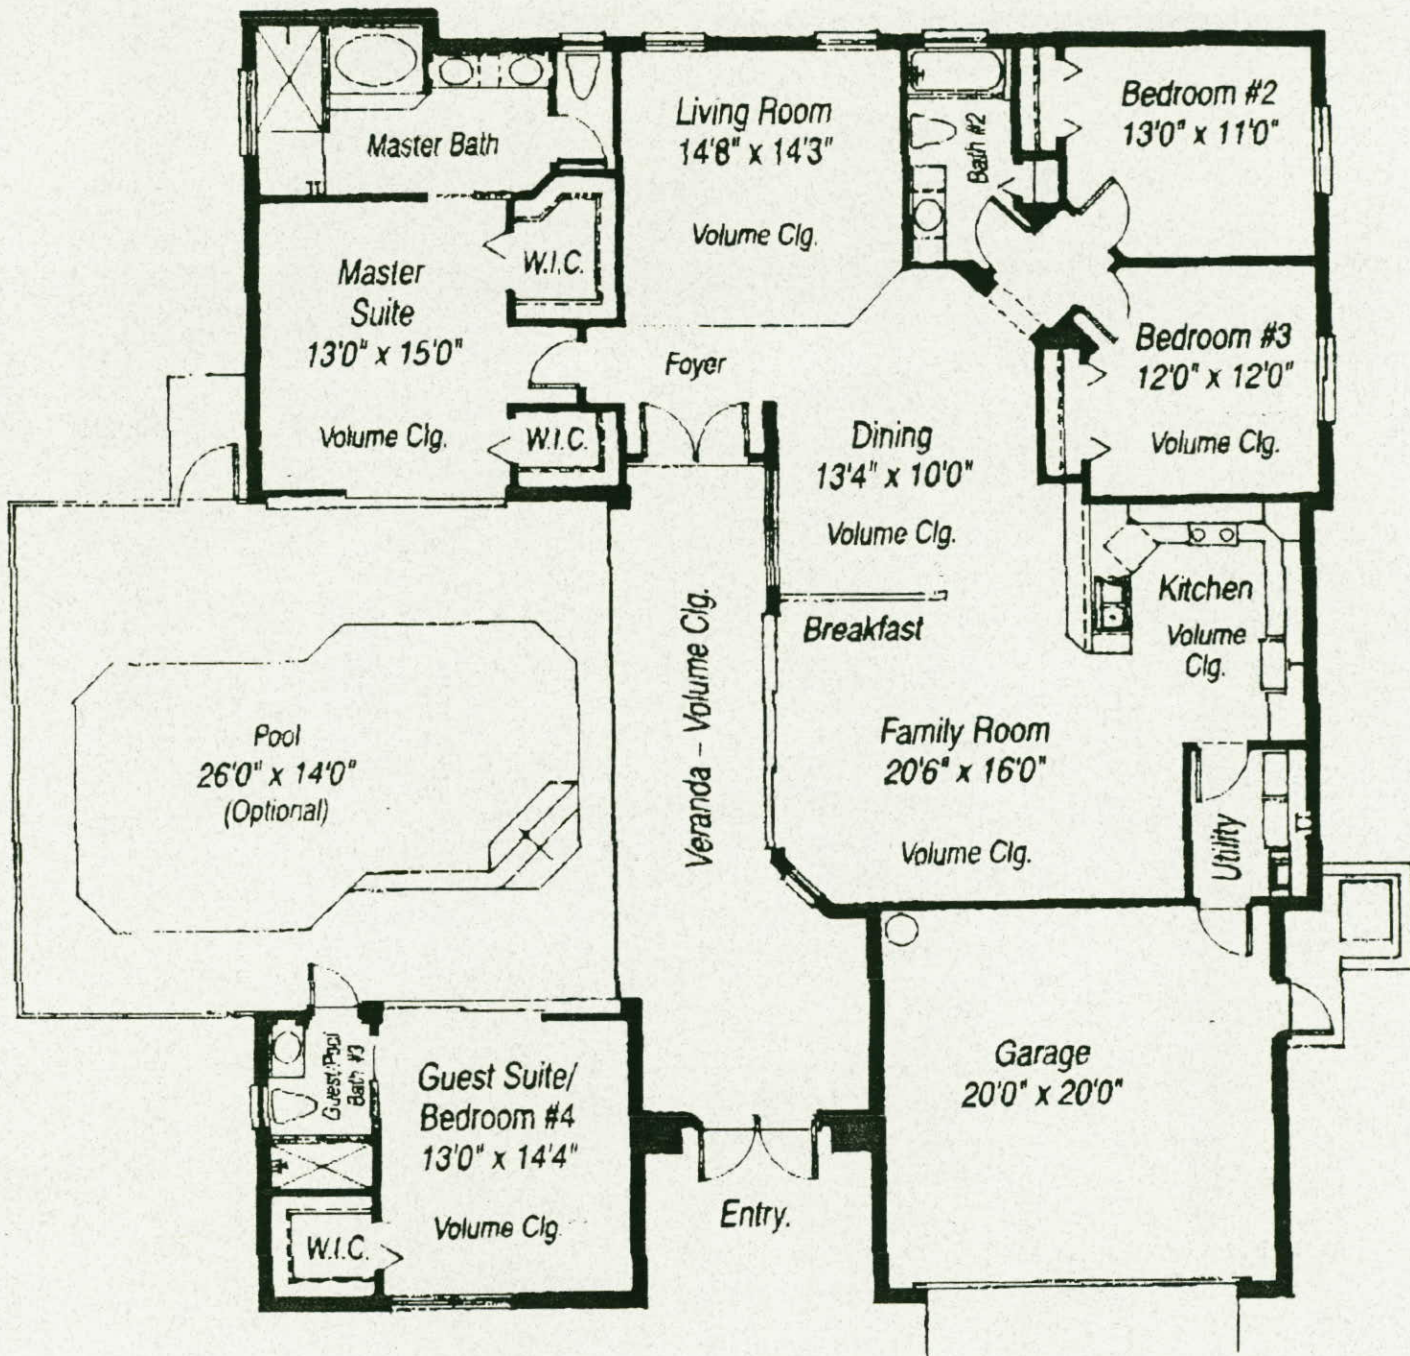 Master Bath
Living Room
14'8" x 14'3"
Volume Clg.
Bath #2
Bedroom #2
13'0" x 11'0"
Master
Suite
13'0" x 15'0"
Volume Clg.
W.I.C.
W.I.C.
Foyer
Bedroom #3
12'0" x 12'0"
Volume Clg.
Dining
13'4" x 10'0"
Volume Clg.
Breakfast
Kitchen
Volume
Clg.
Veranda - Volume Clg.
Pool
26'0" x 14'0"
(Optional)
Family Room
20'6" x 16'0"
Volume Clg.
Utility
Guest/Pool
Bath #3
Guest Suite/
Bedroom #4
13'0" x 14'4"
Volume Clg.
W.I.C.
Entry.
Garage
20'0" x 20'0"